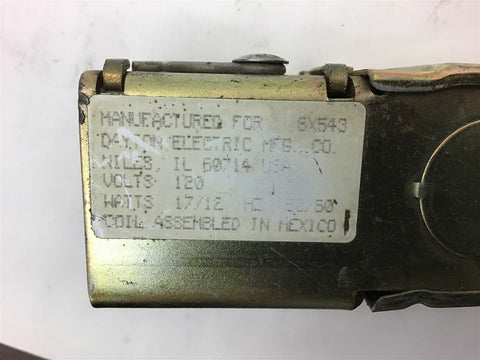 MANUFACTURED FOR 6X543
DAYTON ELECTRIC MFG. CO.
NILES, IL 60714 USA
VOLTS 120
WATTS 17/12 HZ 50/60
COIL ASSEMBLED IN MEXICO